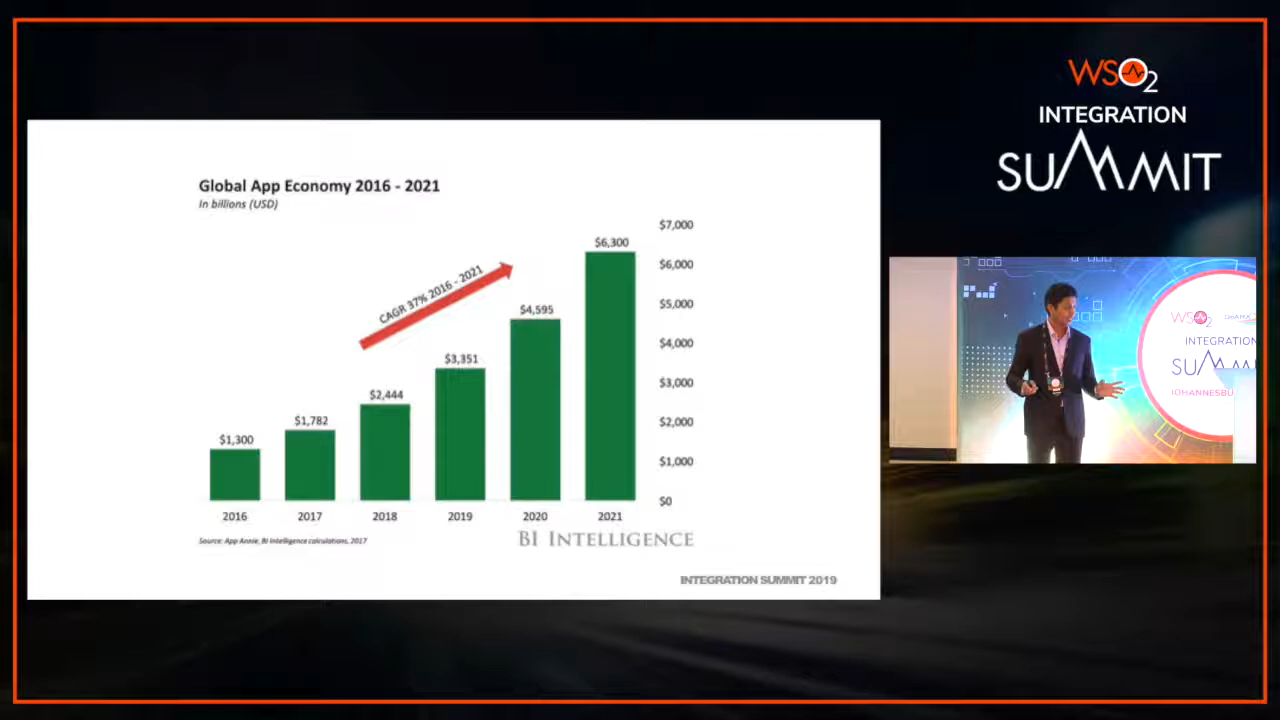 WSO2
INTEGRATION
SUMMIT
Global App Economy 2016 - 2021
In billions (USD)
$7,000
$6,000
$5,000
$4,000
$3,000
$2,000
$1,000
$0
CAGR 37% 2016 - 2021
$1,300
$1,782
$2,444
$3,351
$4,595
$6,300
2016
2017
2018
2019
2020
2021
Source: App Annie, BI Intelligence calculations, 2017
BI INTELLIGENCE
INTEGRATION SUMMIT 2019
WSO2
INTEGRATION
SUMMI
JOHANNESBU